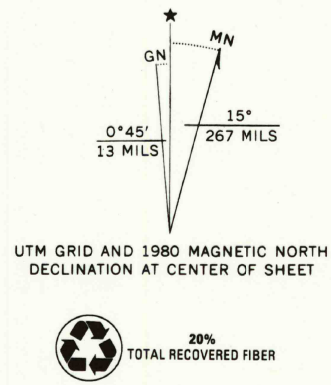 ★
MN
GN
0°45'
13 MILS
15°
267 MILS
UTM GRID AND 1980 MAGNETIC NORTH
DECLINATION AT CENTER OF SHEET
20%
TOTAL RECOVERED FIBER